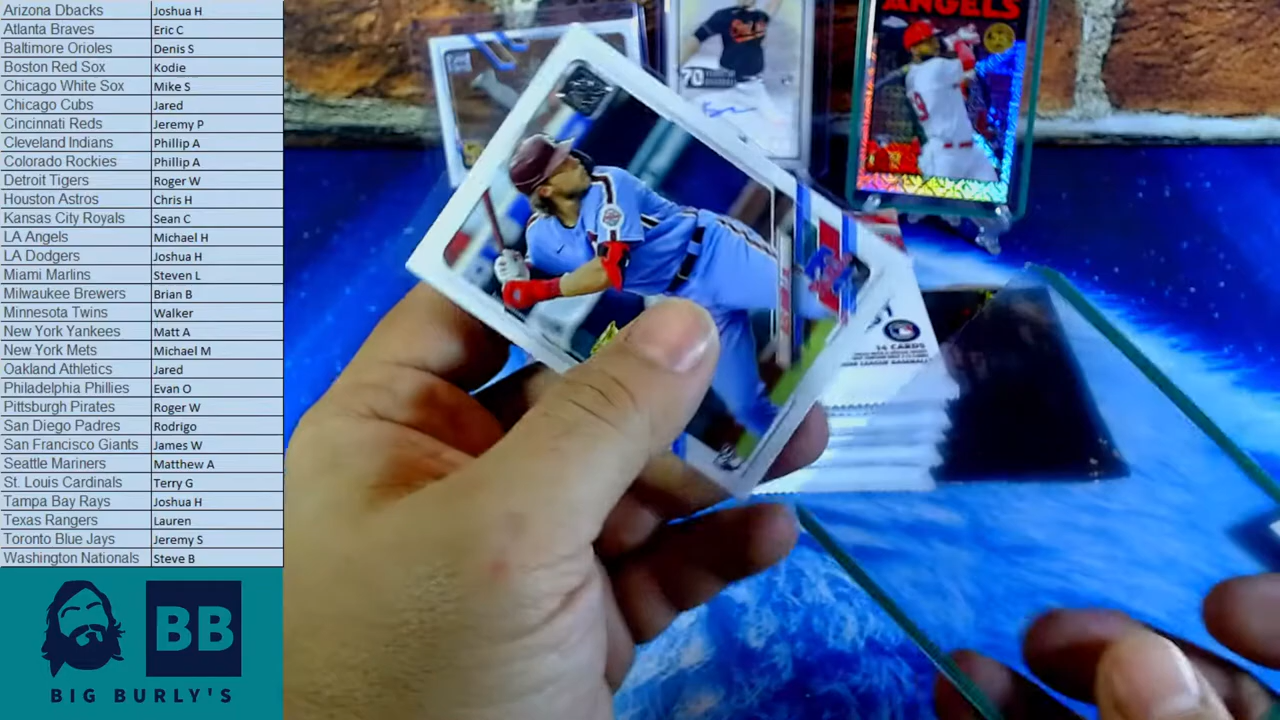 Arizona Dbacks Joshua H
Atlanta Braves Eric C
Baltimore Orioles Denis S
Boston Red Sox Kodie
Chicago White Sox Mike S
Chicago Cubs Jared
Cincinnati Reds Jeremy P
Cleveland Indians Phillip A
Colorado Rockies Phillip A
Detroit Tigers Roger W
Houston Astros Chris H
Kansas City Royals Sean C
LA Angels Michael H
LA Dodgers Joshua H
Miami Marlins Steven L
Milwaukee Brewers Brian B
Minnesota Twins Walker
New York Yankees Matt A
New York Mets Michael M
Oakland Athletics Jared
Philadelphia Phillies Evan O
Pittsburgh Pirates Roger W
San Diego Padres Rodrigo
San Francisco Giants James W
Seattle Mariners Matthew A
St. Louis Cardinals Terry G
Tampa Bay Rays Joshua H
Texas Rangers Lauren
Toronto Blue Jays Jeremy S
Washington Nationals Steve B
BB
BIG BURLY'S
ANGELS
70
14 CARDS